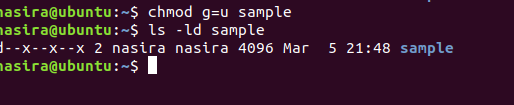 nasira@ubuntu:~$ chmod g=u sample
nasira@ubuntu:~$ ls -ld sample
d--x--x--x 2 nasira nasira 4096 Mar  5 21:48 sample
nasira@ubuntu:~$